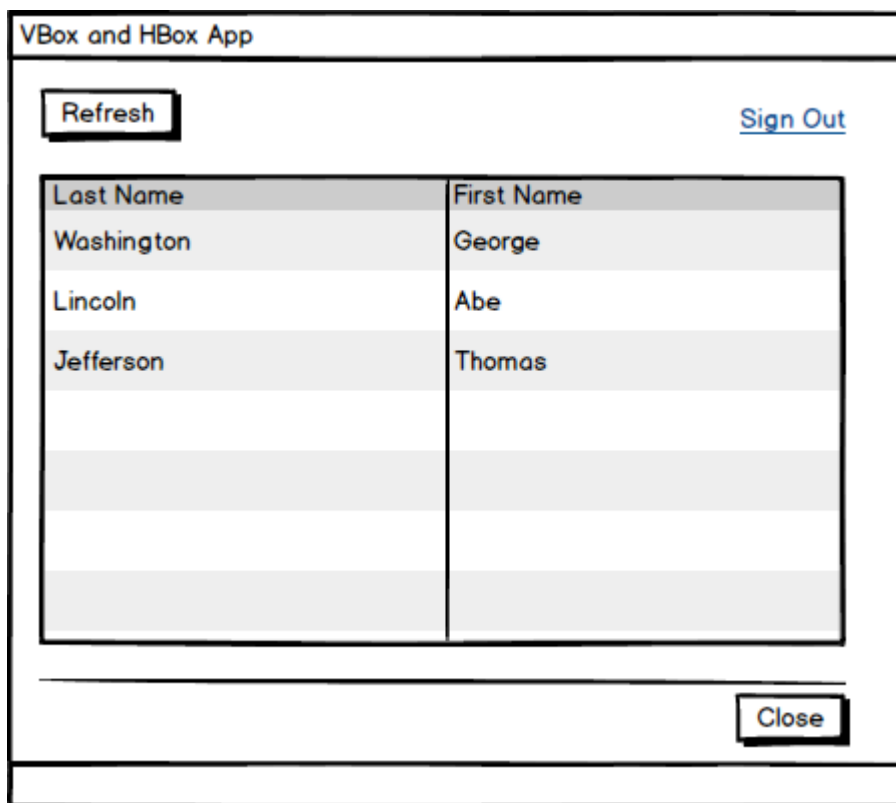 VBox and HBox App
Refresh
Sign Out
Last Name First Name
Washington George
Lincoln Abe
Jefferson Thomas
Close